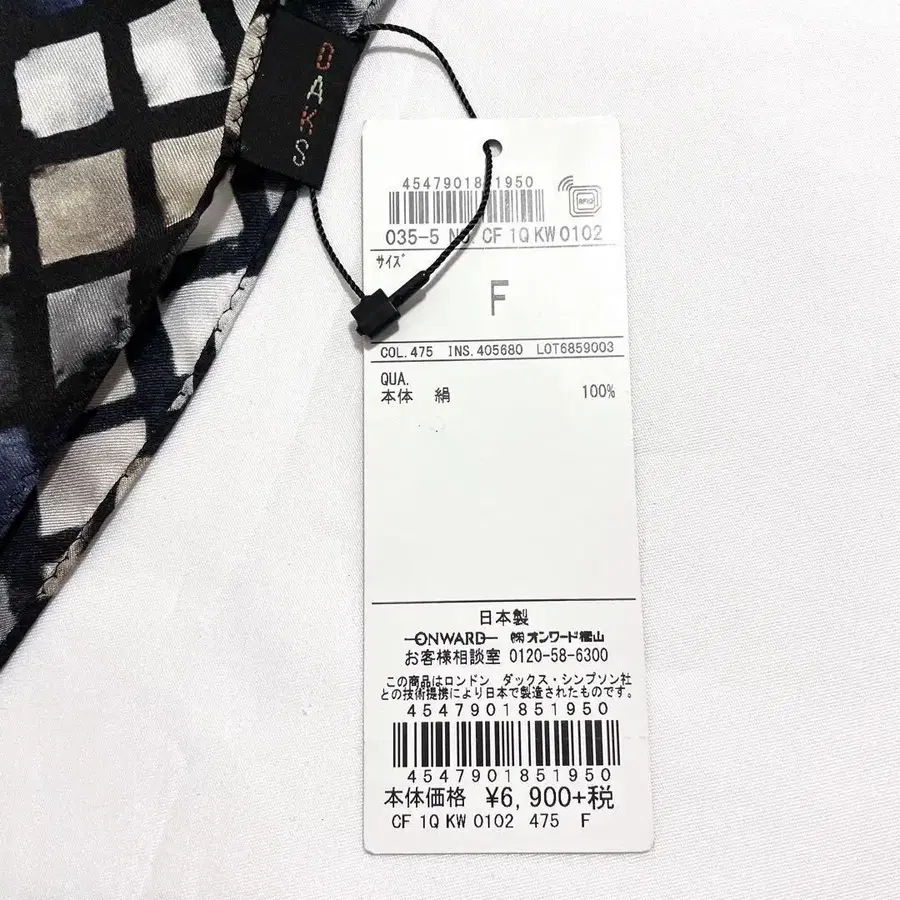 DAKS
4547901851950
RFID
035-5 NO CF 1Q KW 0102
サイズ
F
COL.475 INS.405680 LOT6859003
QUA.
本体 絹 100%
日本製
ONWARD ㈱オンワード樫山
お客様相談室 0120-58-6300
この商品はロンドン ダックス・シンプソン社
との技術提携により日本で製造されたものです。
4547901851950
4547901851950
本体価格 ¥6,900+税
CF 1Q KW 0102 475 F